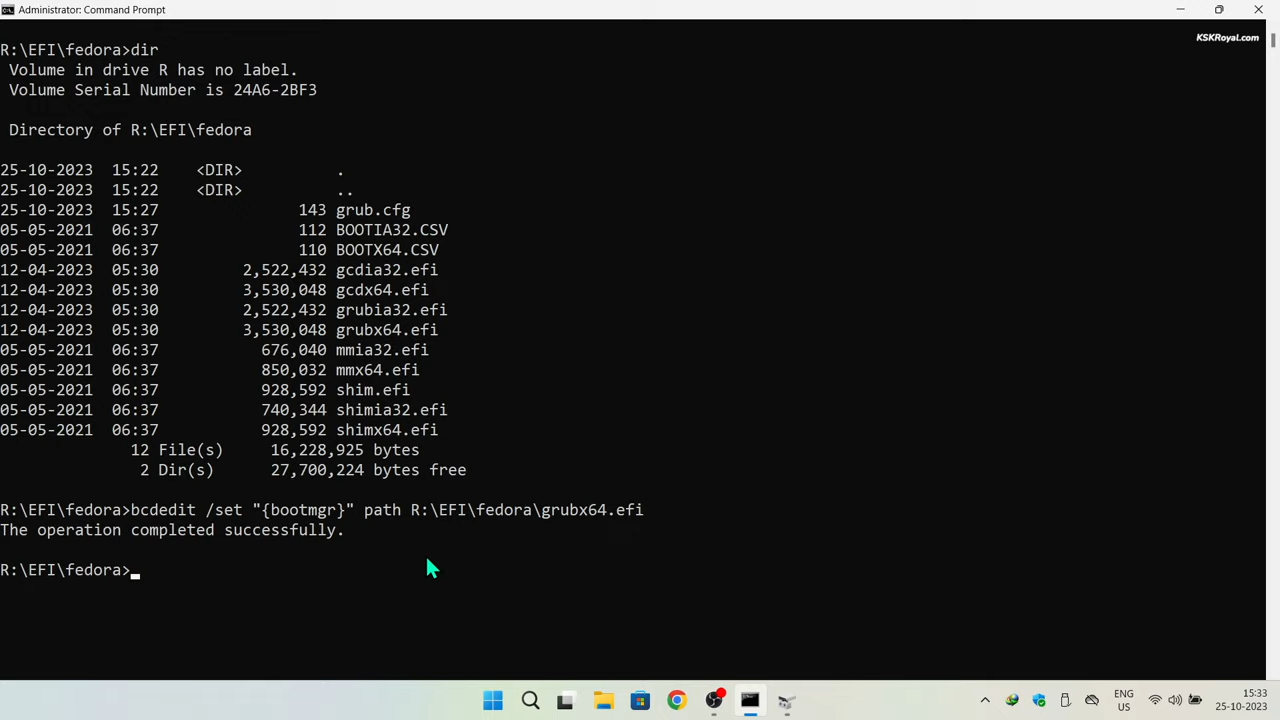 Administrator: Command Prompt
KSKRoyal.com
R:\EFI\fedora>dir
Volume in drive R has no label.
Volume Serial Number is 24A6-2BF3
Directory of R:\EFI\fedora
25-10-2023 15:22 <DIR> .
25-10-2023 15:22 <DIR> ..
25-10-2023 15:27 143 grub.cfg
05-05-2021 06:37 112 BOOTIA32.CSV
05-05-2021 06:37 110 BOOTX64.CSV
12-04-2023 05:30 2,522,432 gcdia32.efi
12-04-2023 05:30 3,530,048 gcdx64.efi
12-04-2023 05:30 2,522,432 grubia32.efi
12-04-2023 05:30 3,530,048 grubx64.efi
05-05-2021 06:37 676,040 mmia32.efi
05-05-2021 06:37 850,032 mmx64.efi
05-05-2021 06:37 928,592 shim.efi
05-05-2021 06:37 740,344 shimia32.efi
05-05-2021 06:37 928,592 shimx64.efi
12 File(s) 16,228,925 bytes
2 Dir(s) 27,700,224 bytes free
R:\EFI\fedora>bcdedit /set "{bootmgr}" path R:\EFI\fedora\grubx64.efi
The operation completed successfully.
R:\EFI\fedora>
ENG 15:33
US 25-10-2023